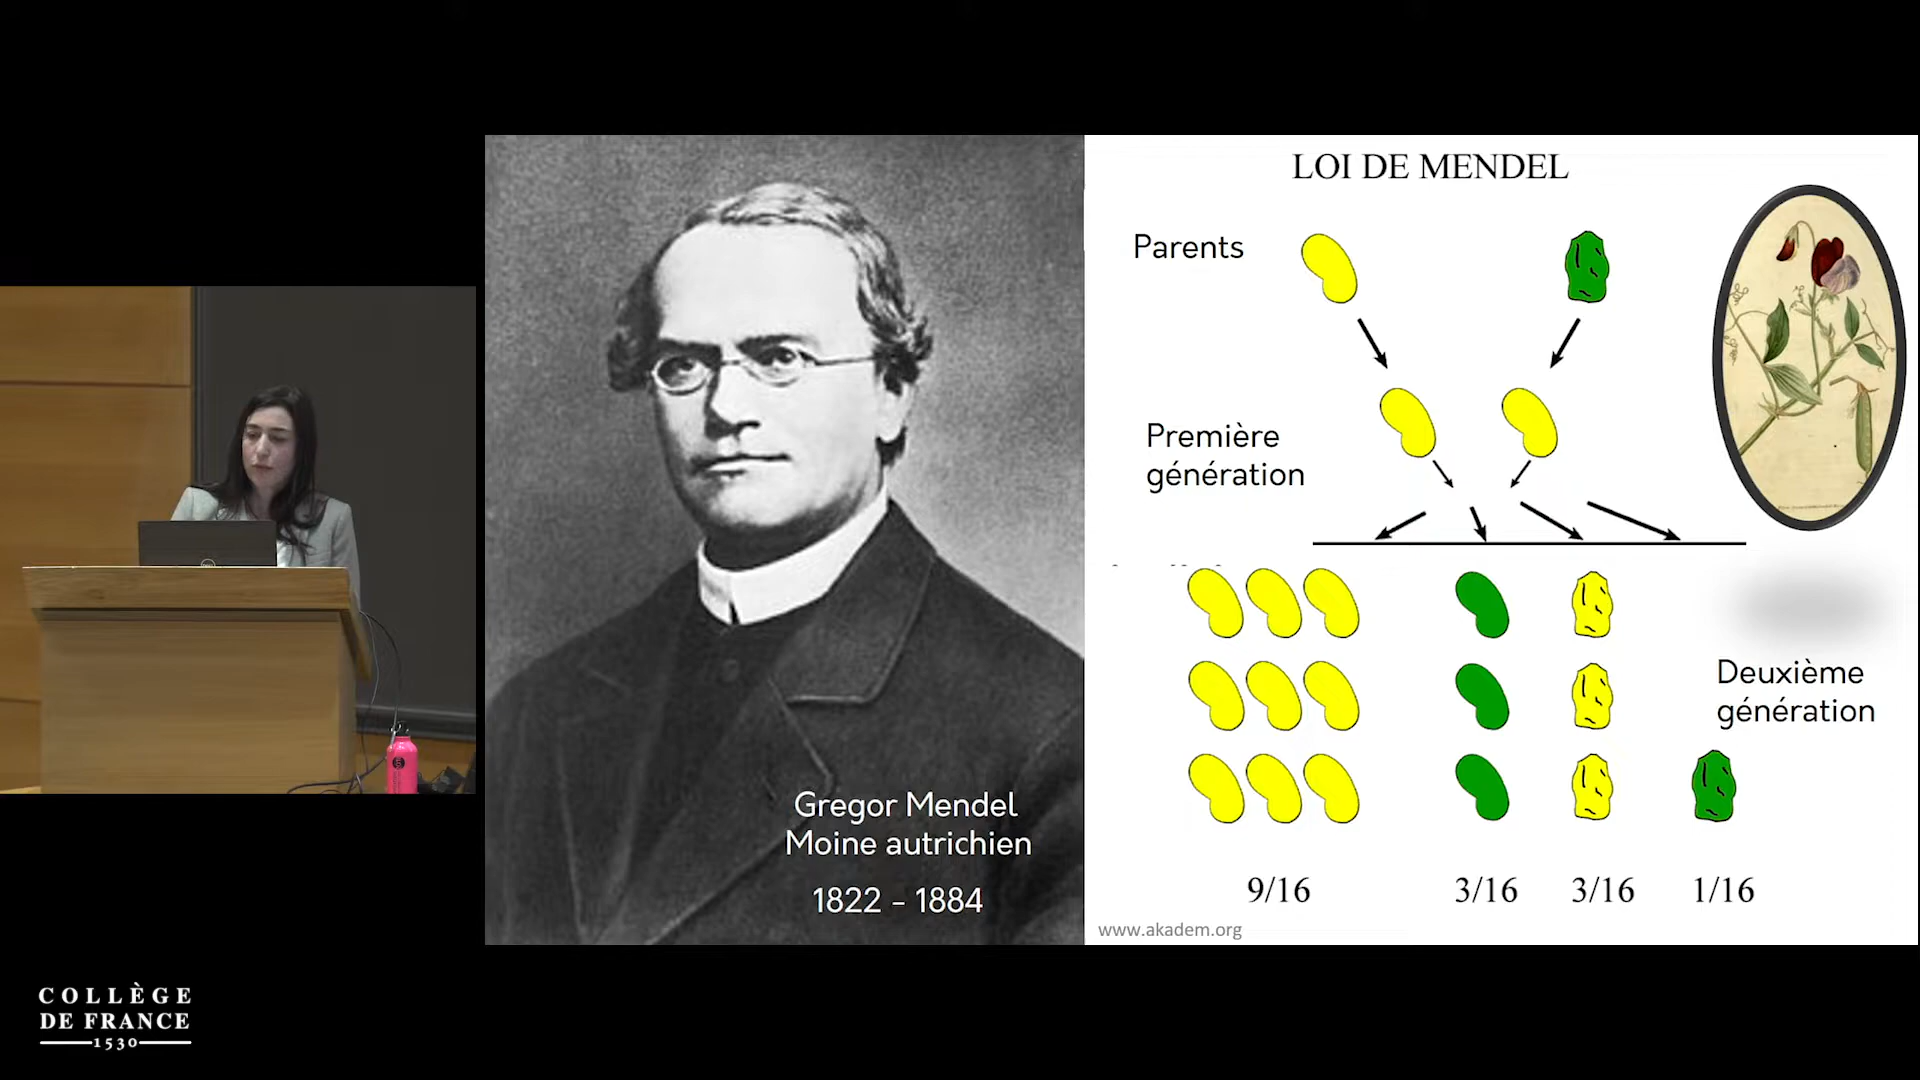 LOI DE MENDEL
Parents
Première
génération
Deuxième
génération
9/16 3/16 3/16 1/16
www.akadem.org
Gregor Mendel
Moine autrichien
1822 - 1884
COLLÈGE
DE FRANCE
1530